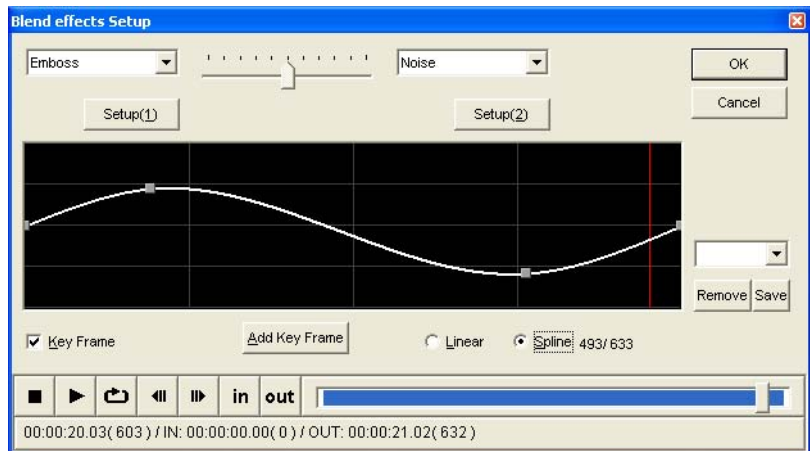 Blend effects Setup
Emboss
Noise
OK
Setup(1)
Setup(2)
Cancel
Remove
Save
Key Frame
Add Key Frame
Linear
Spline
493/633
in
out
00:00:20.03( 603 ) / IN: 00:00:00.00( 0 ) / OUT: 00:00:21.02( 632 )